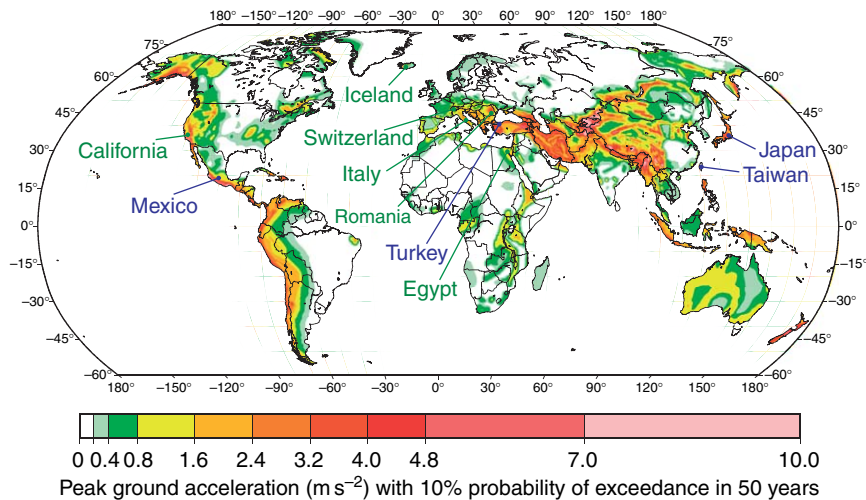 180° −150° −120° −90° −60° −30° 0° 30° 60° 90° 120° 150° 180°
75° 75°
60° 60°
45° 45°
30° 30°
15° 15°
0° 0°
−15° −15°
−30° −30°
−45° −45°
−60° −60°
180° −150° −120° −90° −60° −30° 0° 30° 60° 90° 120° 150° 180°
Iceland
Switzerland
California
Italy
Japan
Taiwan
Mexico
Romania
Turkey
Egypt
0 0.4 0.8 1.6 2.4 3.2 4.0 4.8 7.0 10.0
Peak ground acceleration (m s⁻²) with 10% probability of exceedance in 50 years